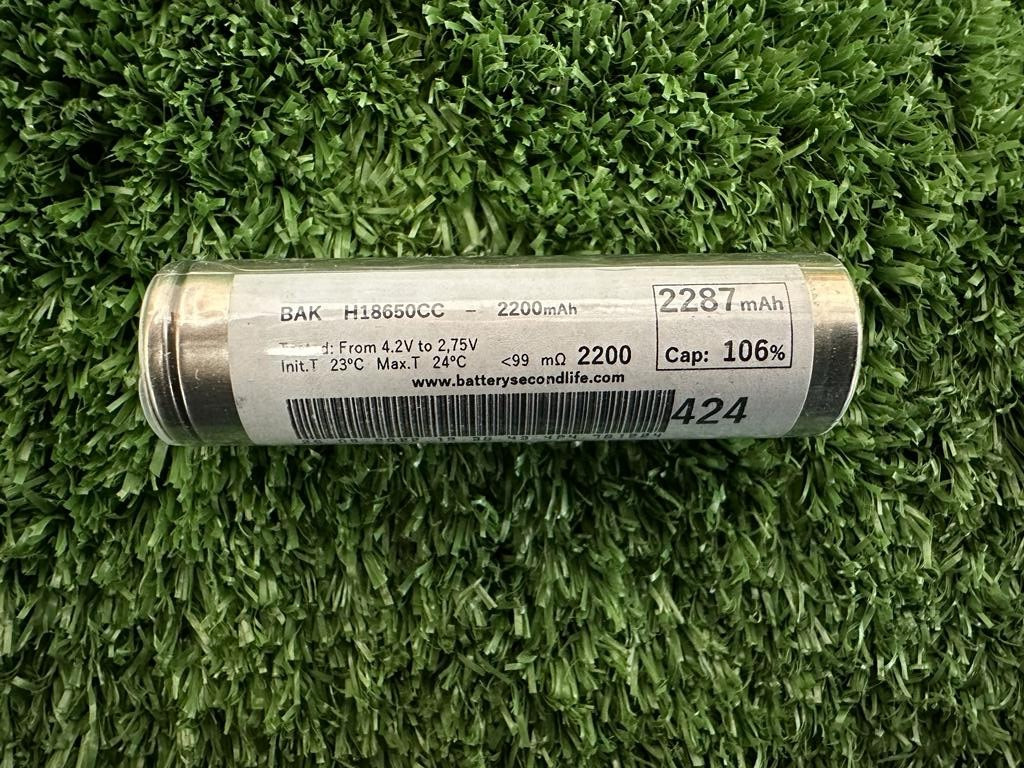 BAK H18650CC - 2200mAh
2287 mAh
Cap: 106%
From 4.2V to 2,75V
Init.T 23ºC Max.T 24ºC <99 mΩ 2200
www.batterysecondlife.com
424